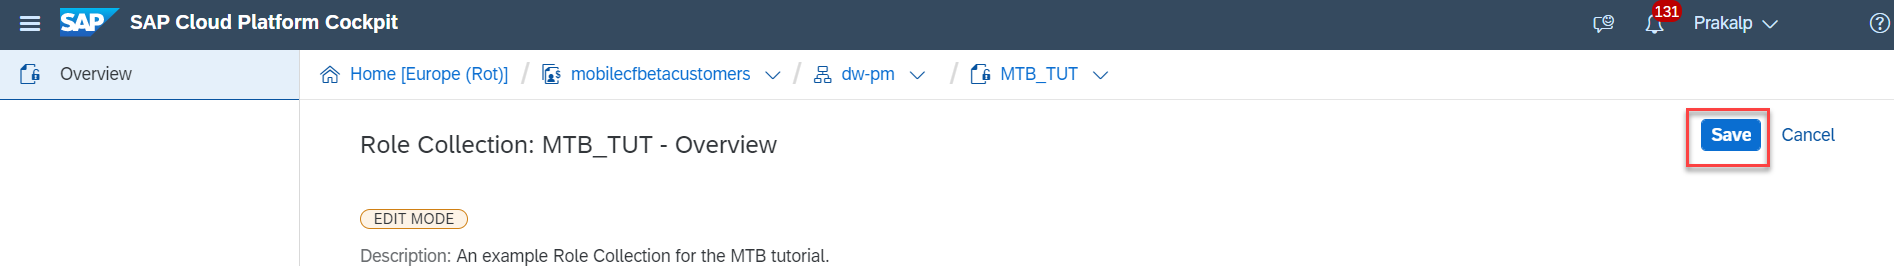 SAP SAP Cloud Platform Cockpit 131 Prakalp
Overview Home [Europe (Rot)] / mobilecfbetacustomers / dw-pm / MTB_TUT
Role Collection: MTB_TUT - Overview Save Cancel
EDIT MODE
Description: An example Role Collection for the MTB tutorial.